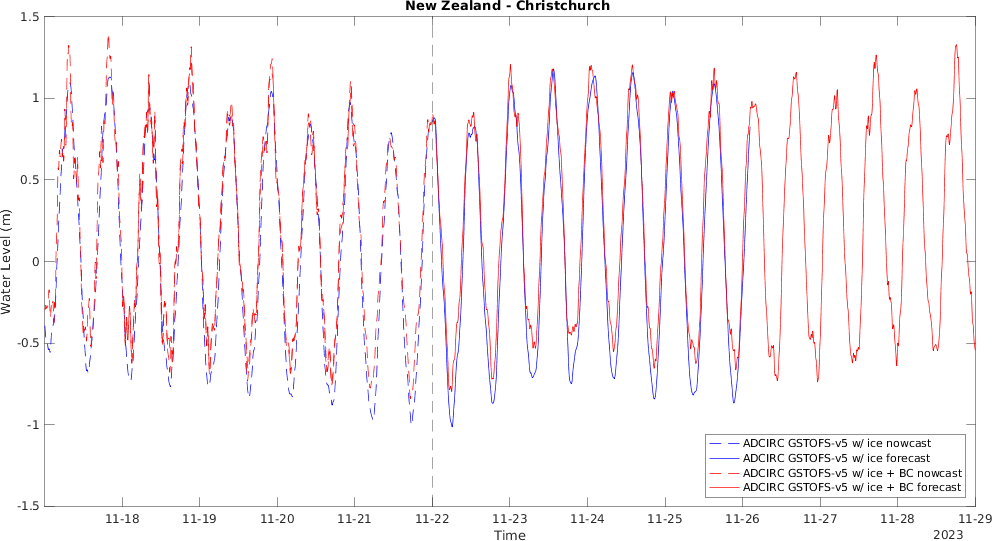 New Zealand - Christchurch
1.5
1
0.5
0
-0.5
-1
-1.5
Water Level (m)
ADCIRC GSTOFS-v5 w/ ice nowcast
ADCIRC GSTOFS-v5 w/ ice forecast
ADCIRC GSTOFS-v5 w/ ice + BC nowcast
ADCIRC GSTOFS-v5 w/ ice + BC forecast
11-18 11-19 11-20 11-21 11-22 11-23 11-24 11-25 11-26 11-27 11-28 11-29
Time
2023